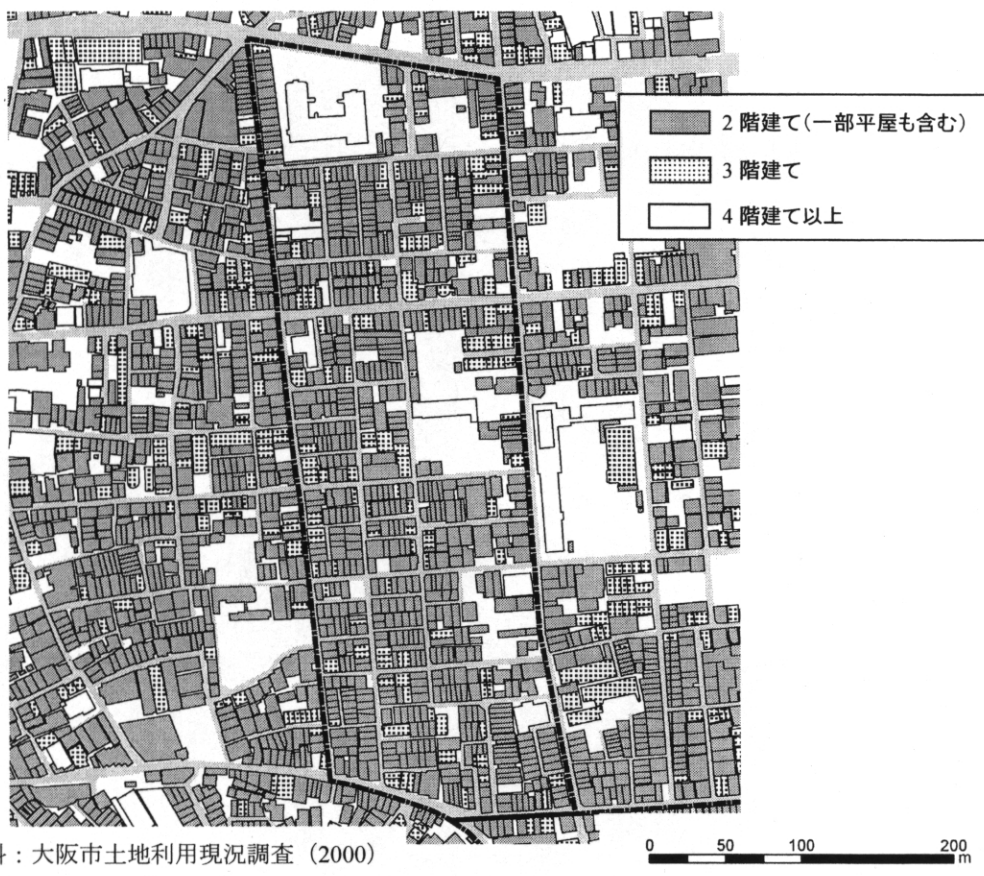 2 階建て(一部平屋も含む)
3 階建て
4 階建て以上
：大阪市土地利用現況調査（2000）
0 50 100 200
m